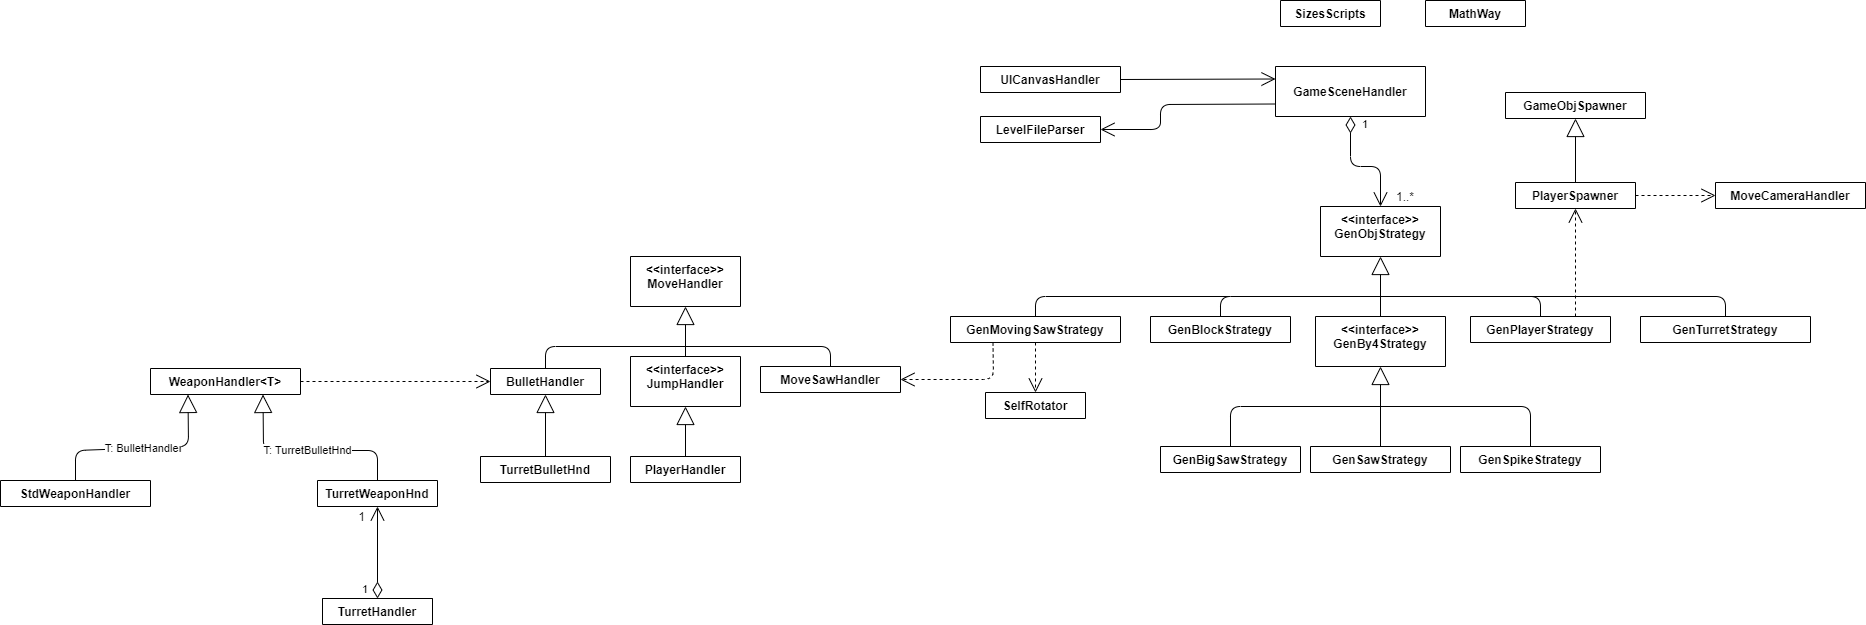 SizesScripts
MathWay
UICanvasHandler
GameSceneHandler
GameObjSpawner
LevelFileParser
1
1..*
PlayerSpawner
MoveCameraHandler
<<interface>>
GenObjStrategy
<<interface>>
MoveHandler
GenMovingSawStrategy
GenBlockStrategy
<<interface>>
GenBy4Strategy
GenPlayerStrategy
GenTurretStrategy
WeaponHandler<T>
BulletHandler
<<interface>>
JumpHandler
MoveSawHandler
SelfRotator
T: BulletHandler
T: TurretBulletHnd
TurretBulletHnd
PlayerHandler
GenBigSawStrategy
GenSawStrategy
GenSpikeStrategy
StdWeaponHandler
TurretWeaponHnd
1
1
TurretHandler